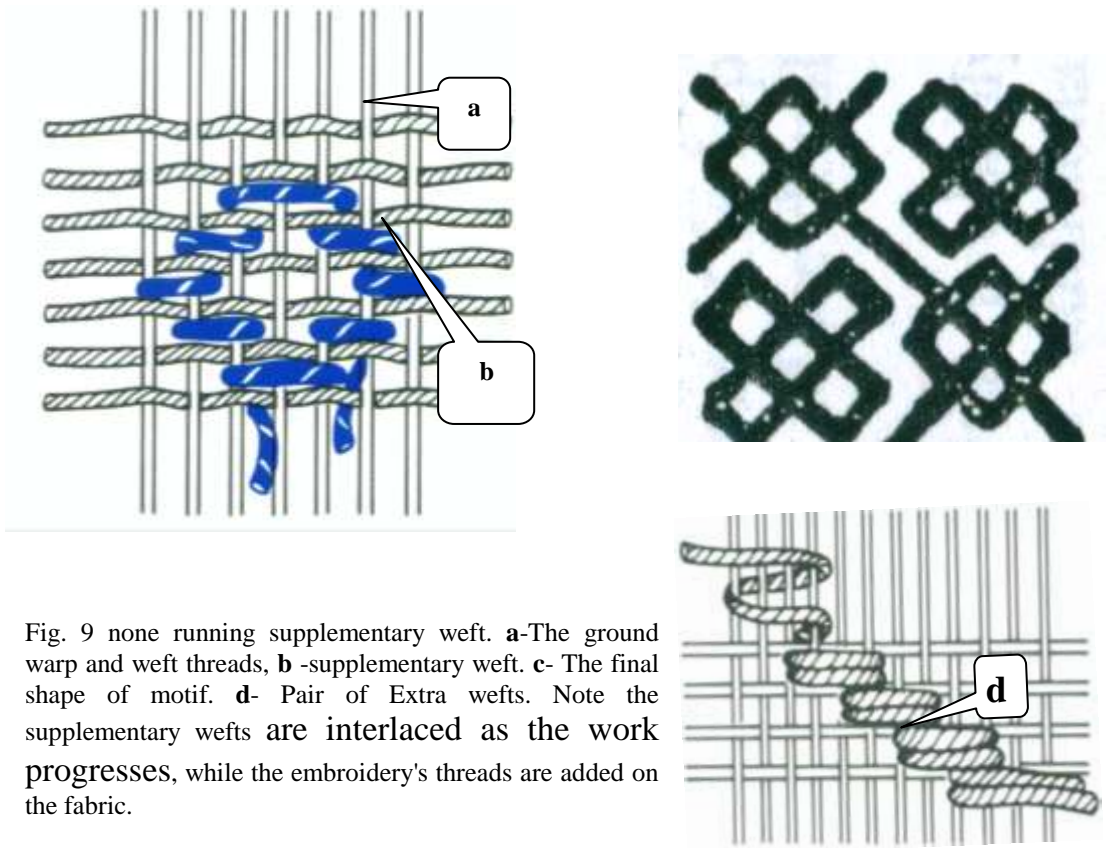 a
b
d
Fig. 9 none running supplementary weft. a-The ground
warp and weft threads, b -supplementary weft. c- The final
shape of motif. d- Pair of Extra wefts. Note the
supplementary wefts are interlaced as the work
progresses, while the embroidery's threads are added on
the fabric.